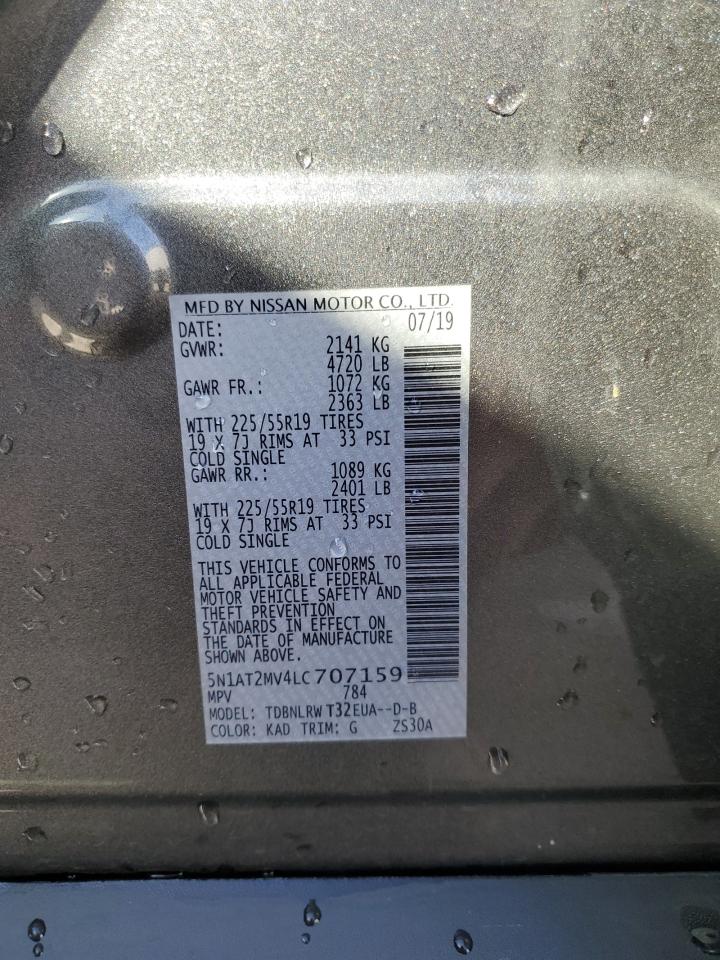 MFD BY NISSAN MOTOR CO., LTD.
DATE: 07/19
GVWR: 2141 KG
4720 LB
GAWR FR.: 1072 KG
2363 LB
WITH 225/55R19 TIRES
19 X 7J RIMS AT 33 PSI
COLD SINGLE
GAWR RR.: 1089 KG
2401 LB
WITH 225/55R19 TIRES
19 X 7J RIMS AT 33 PSI
COLD SINGLE
THIS VEHICLE CONFORMS TO
ALL APPLICABLE FEDERAL
MOTOR VEHICLE SAFETY AND
THEFT PREVENTION
STANDARDS IN EFFECT ON
THE DATE OF MANUFACTURE
SHOWN ABOVE.
5N1AT2MV4LC707159
MPV 784
MODEL: TDBNLRW T32EUA--D-B
COLOR: KAD TRIM: G ZS30A